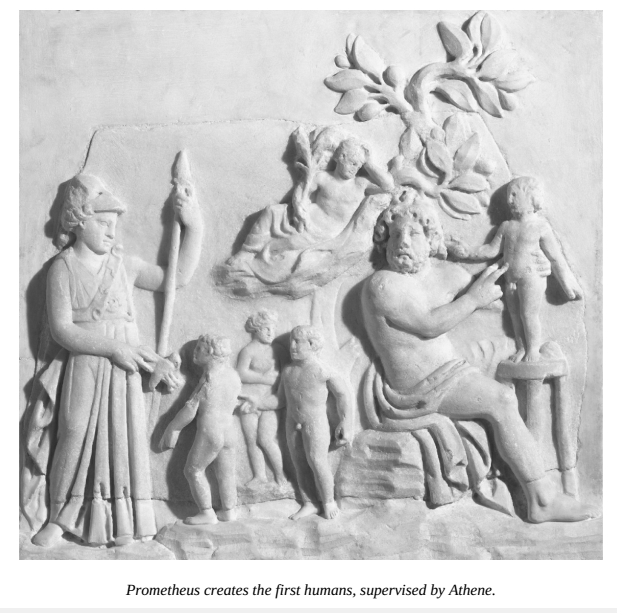 Prometheus creates the first humans, supervised by Athene.